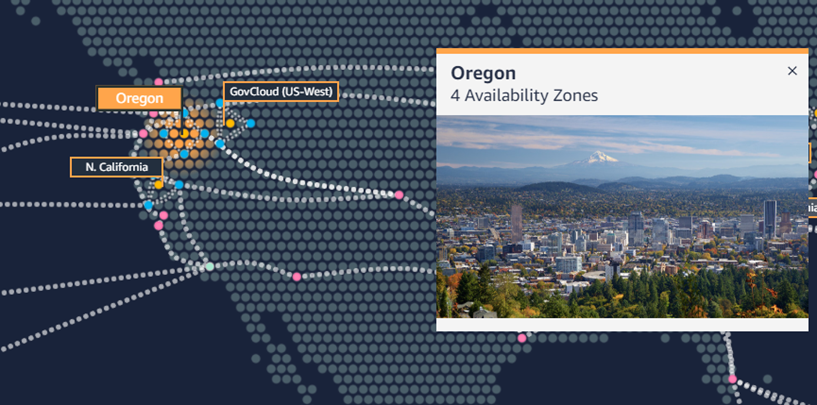 Oregon
4 Availability Zones
GovCloud (US-West)
Oregon
N. California